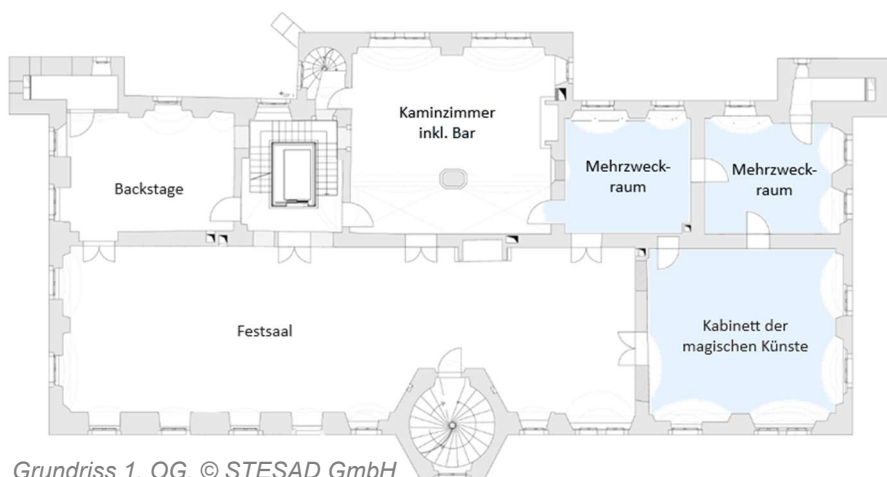 Kaminzimmer
inkl. Bar
Backstage
Mehrzweck-
raum
Mehrzweck-
raum
Festsaal
Kabinett der
magischen Künste
Grundriss 1. OG, © STESAD GmbH